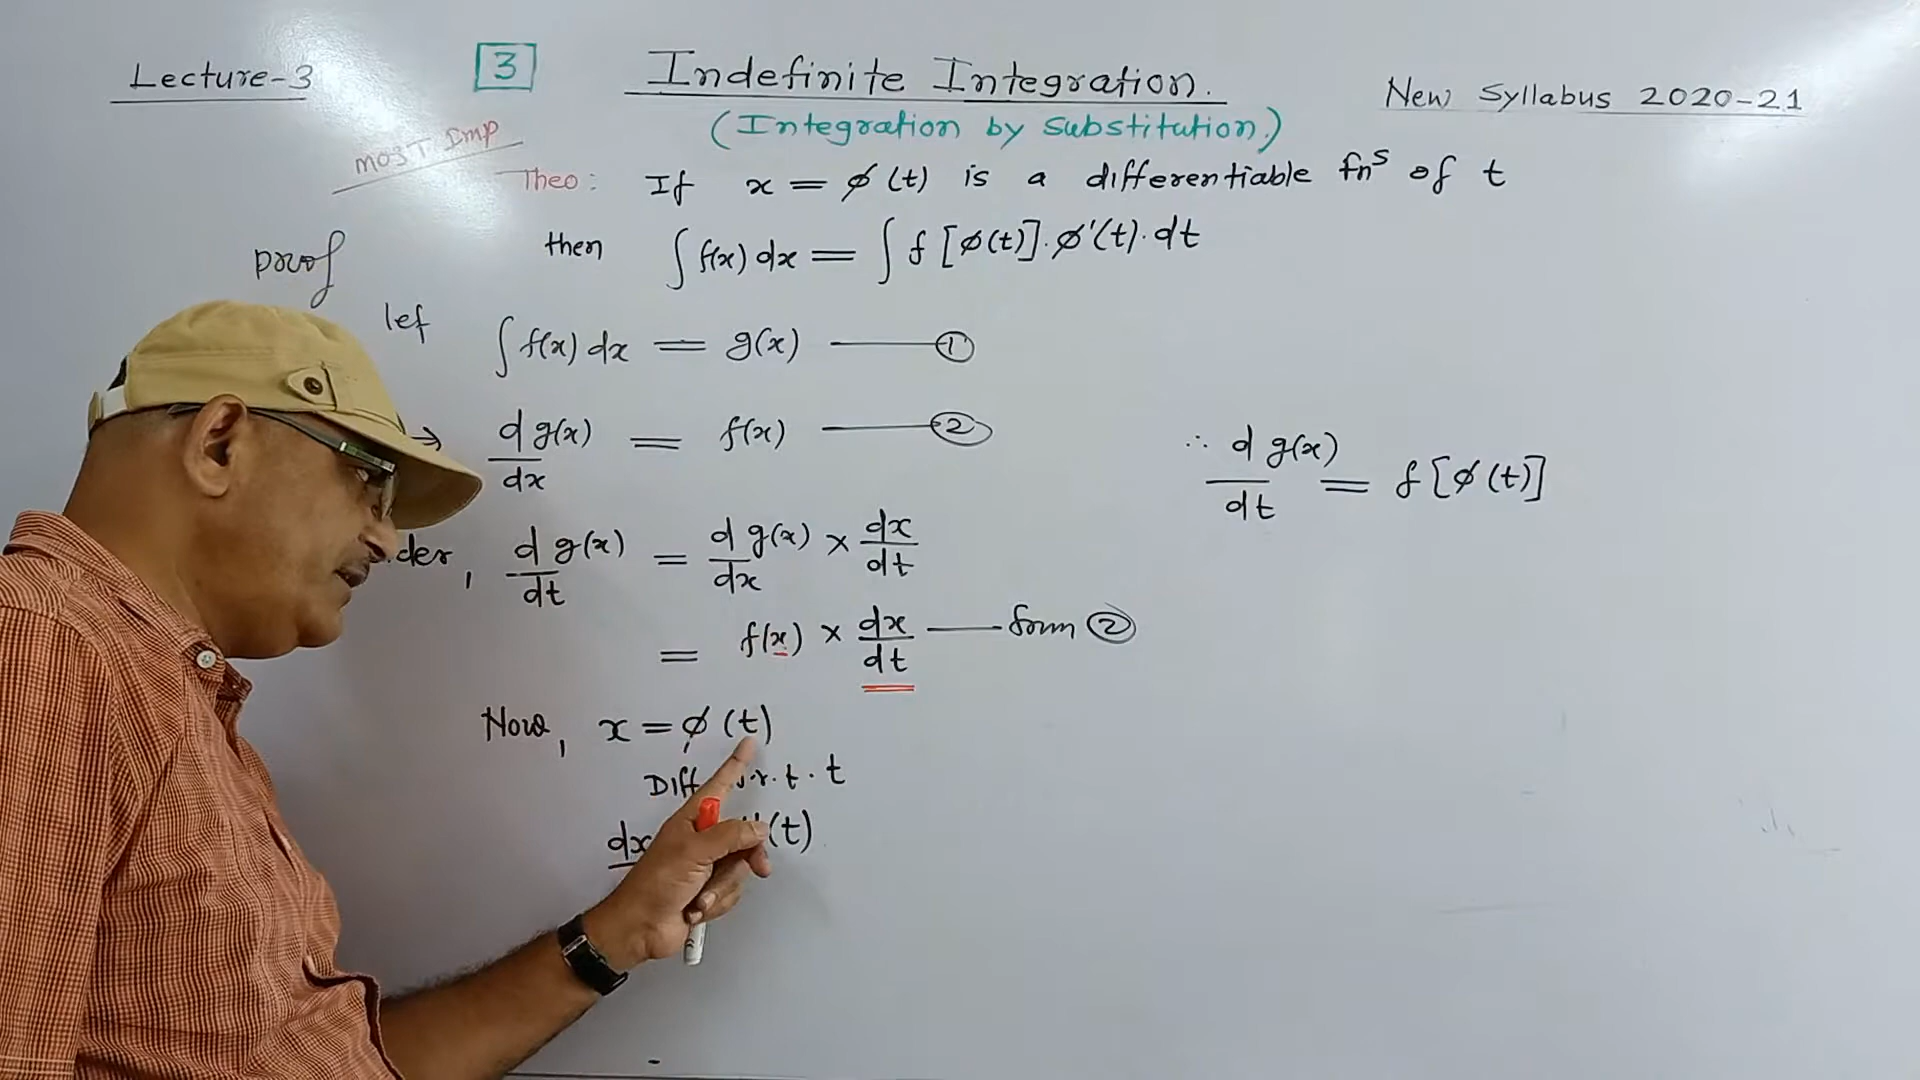 Lecture-3
3
Indefinite Integration.
New Syllabus 2020-21
(Integration by substitution.)
MOST Imp
Theo: If x = ϕ(t) is a differentiable fnˢ of t
then ∫ f(x) dx = ∫ f[ϕ(t)].ϕ'(t).dt
proof
let ∫ f(x) dx = g(x) —— ①
→ d g(x)/dx = f(x) —— ②
, d g(x)/dt = d g(x)/dx × dx/dt
= f(x) × dx/dt —— from ②
Now, x = ϕ(t)
Diff w.r.t. t
dx (t)
∴ d g(x)/dt = f[ϕ(t)]